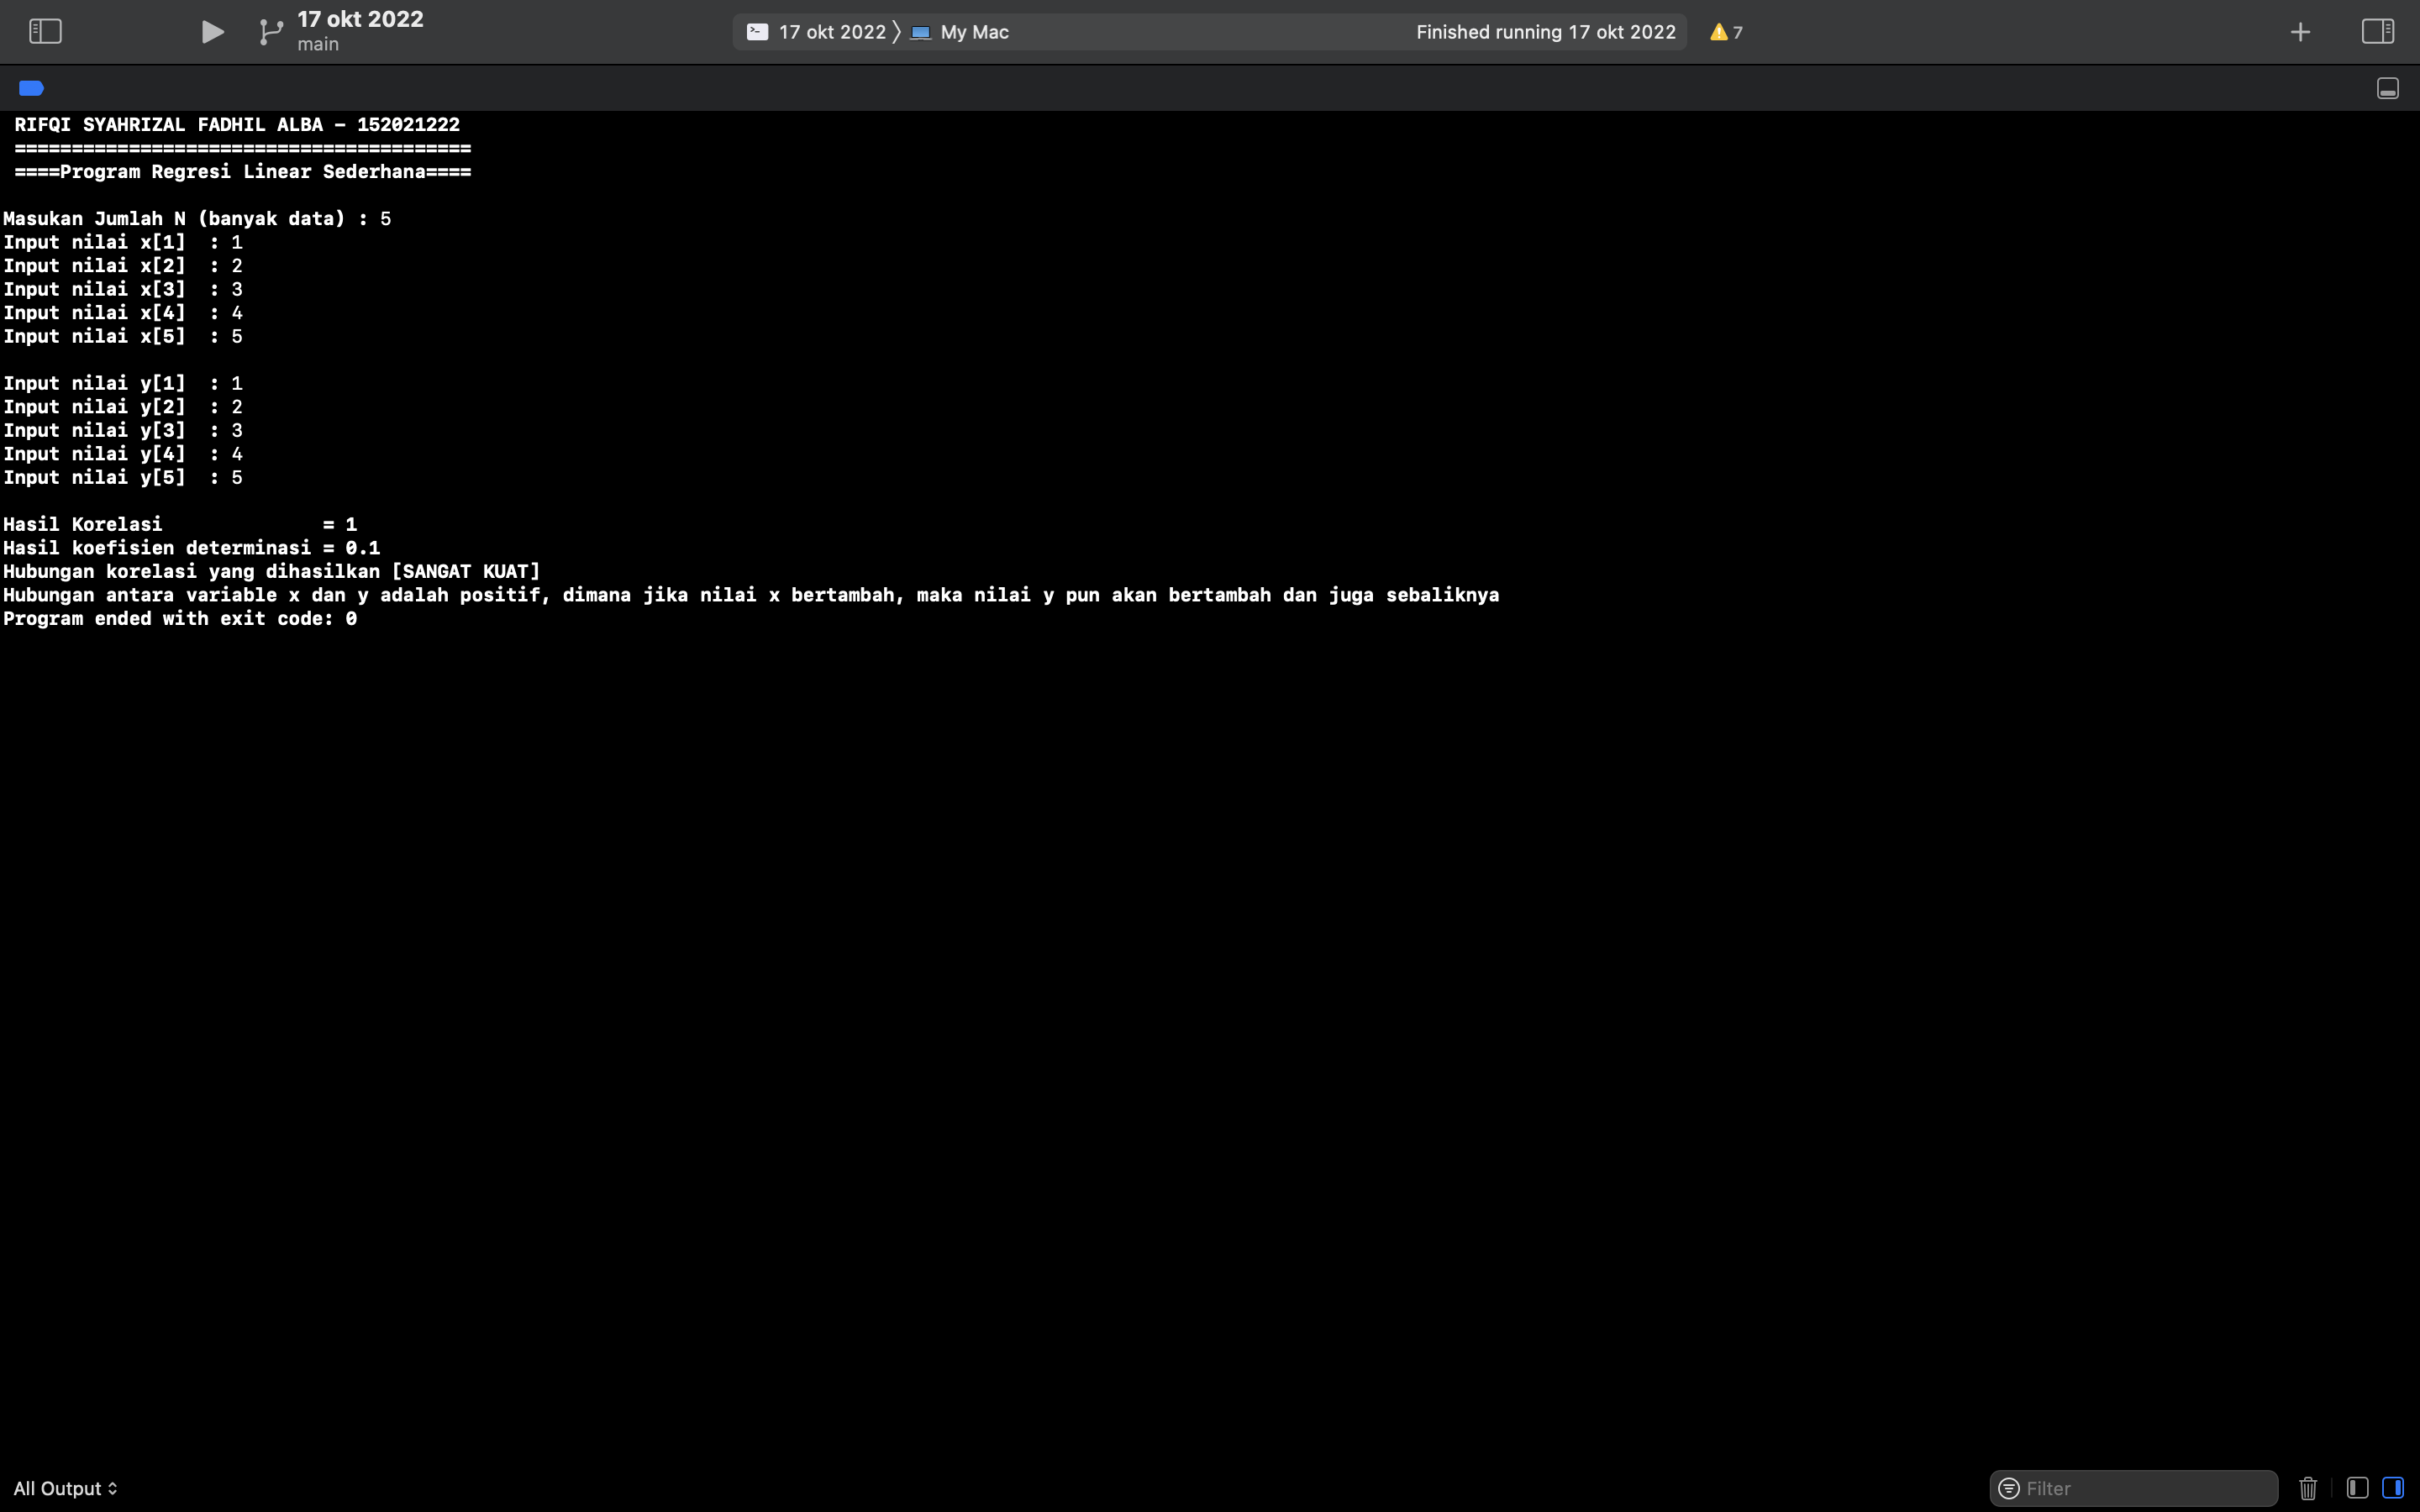 17 okt 2022
main
17 okt 2022 〉 My Mac
Finished running 17 okt 2022
7
RIFQI SYAHRIZAL FADHIL ALBA – 152021222
========================================
====Program Regresi Linear Sederhana====
Masukan Jumlah N (banyak data) : 5
Input nilai x[1]  : 1
Input nilai x[2]  : 2
Input nilai x[3]  : 3
Input nilai x[4]  : 4
Input nilai x[5]  : 5
Input nilai y[1]  : 1
Input nilai y[2]  : 2
Input nilai y[3]  : 3
Input nilai y[4]  : 4
Input nilai y[5]  : 5
Hasil Korelasi              = 1
Hasil koefisien determinasi = 0.1
Hubungan korelasi yang dihasilkan [SANGAT KUAT]
Hubungan antara variable x dan y adalah positif, dimana jika nilai x bertambah, maka nilai y pun akan bertambah dan juga sebaliknya
Program ended with exit code: 0
All Output
Filter